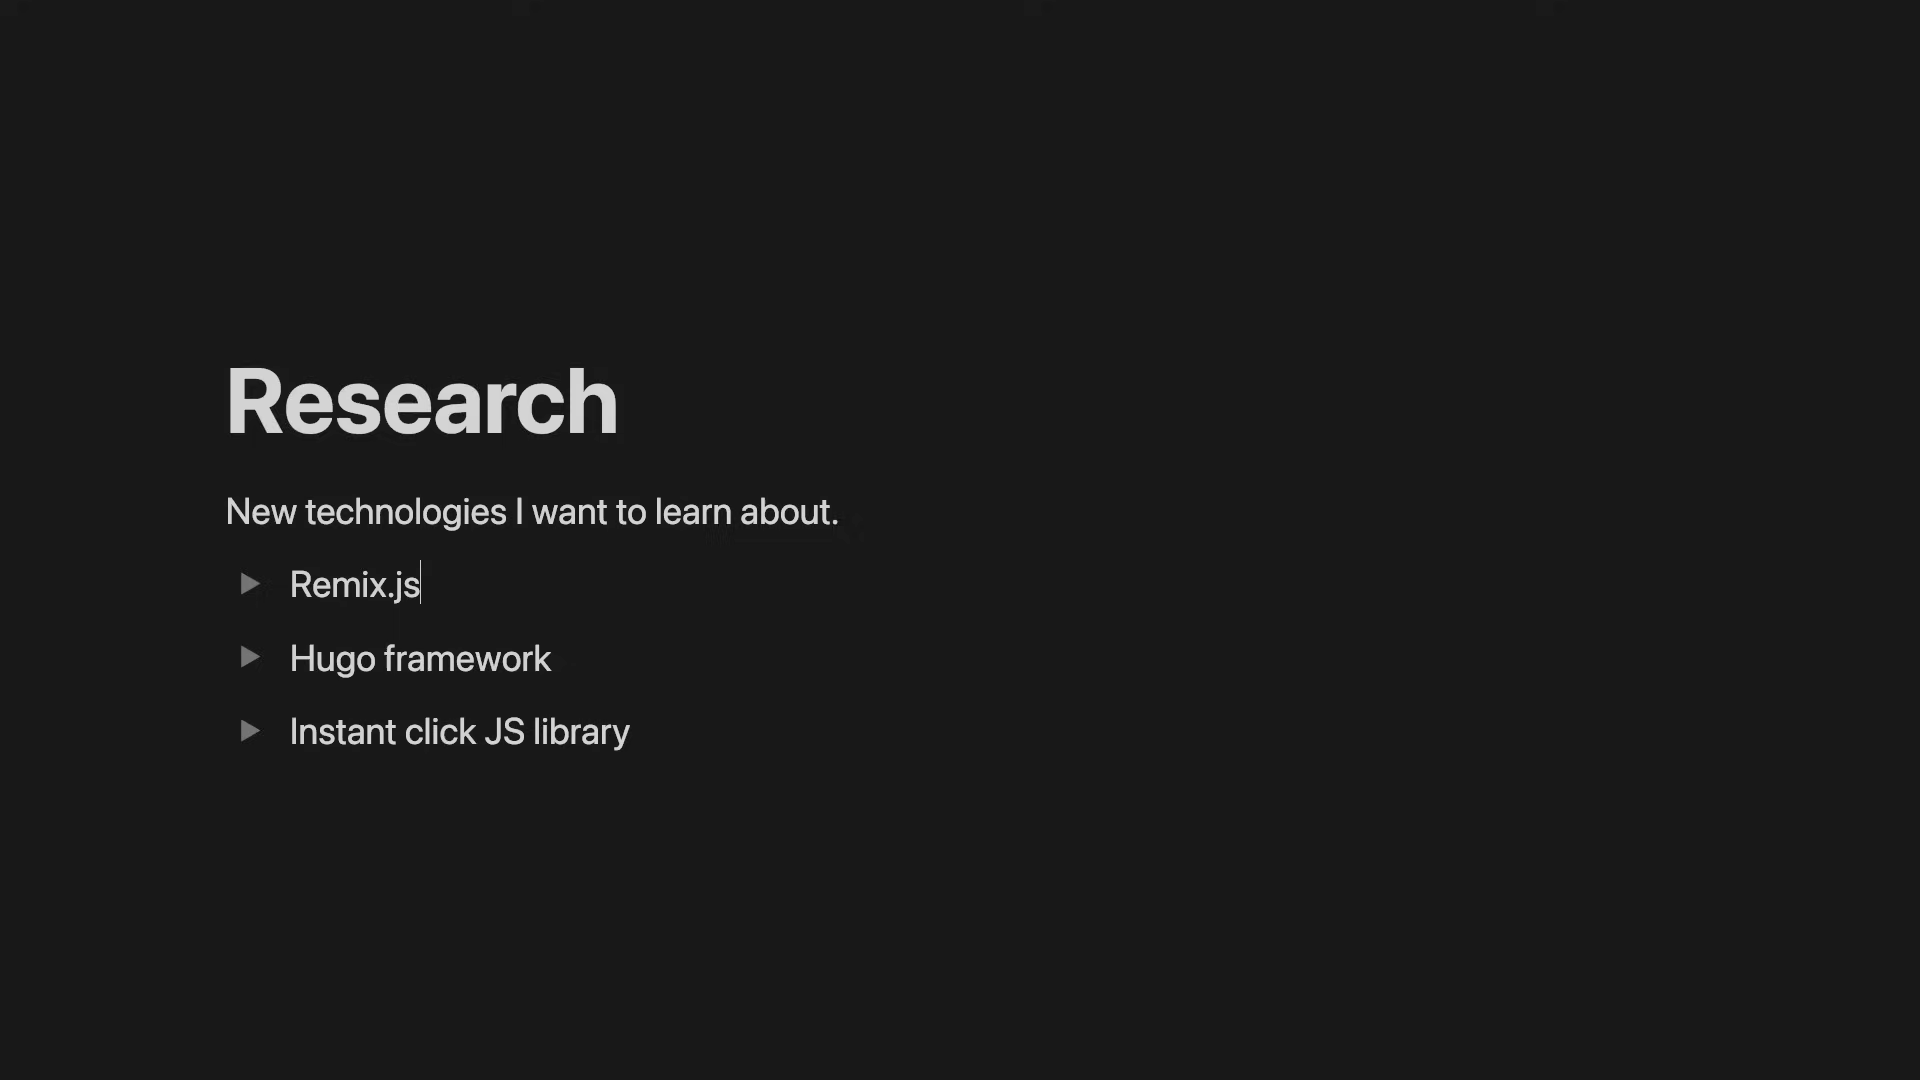 Research
New technologies I want to learn about.
Remix.js
Hugo framework
Instant click JS library